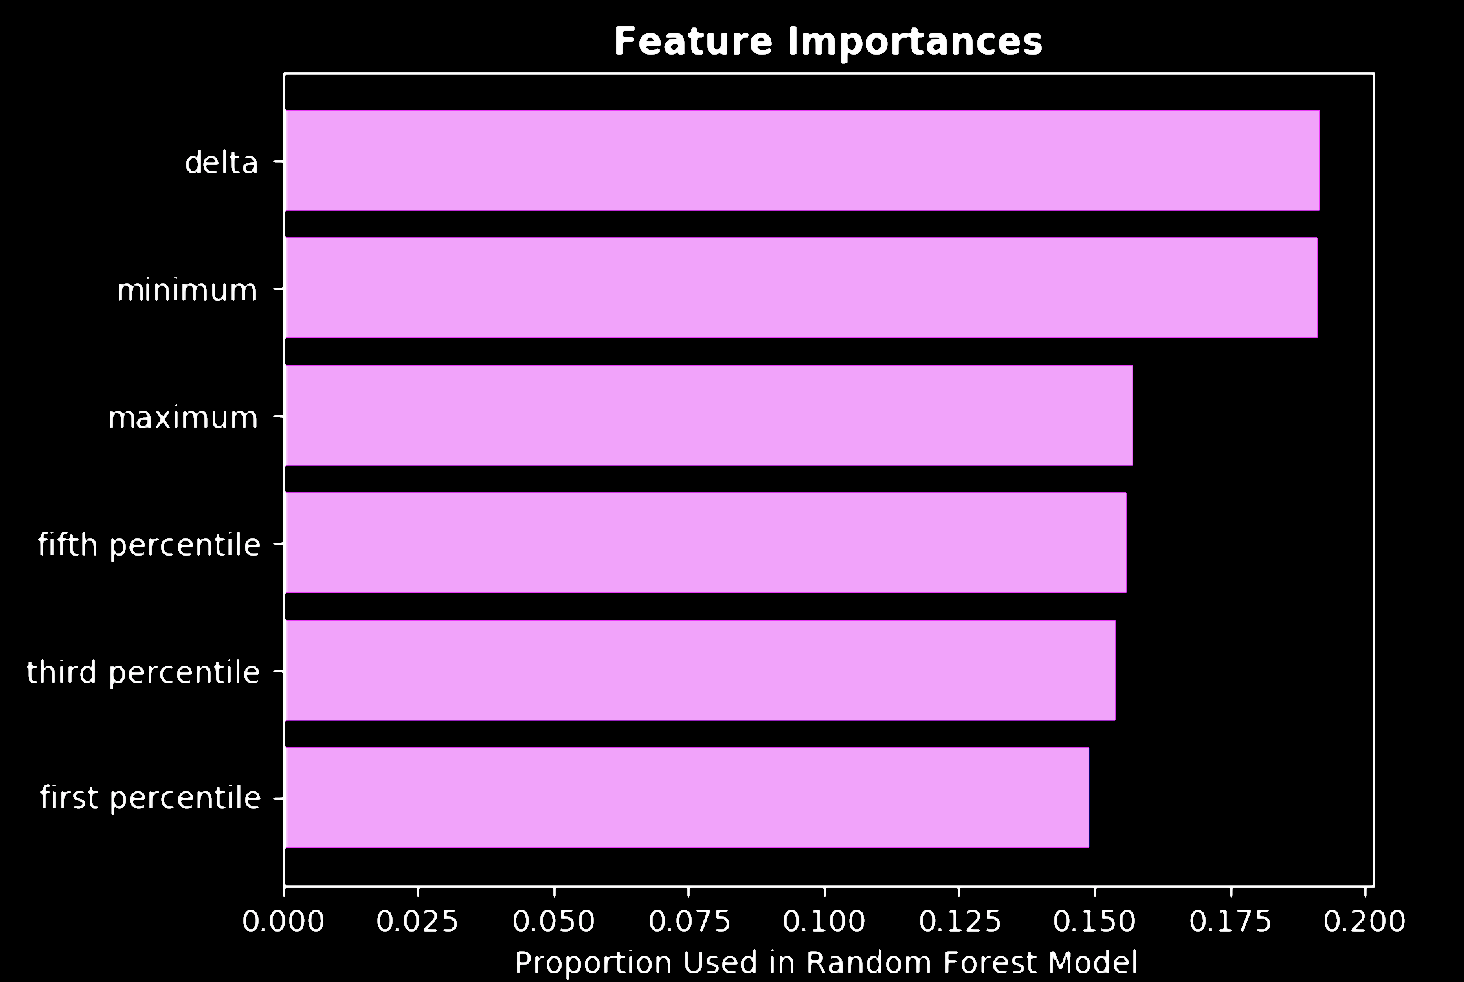 Feature Importances
delta
minimum
maximum
fifth percentile
third percentile
first percentile
0.000 0.025 0.050 0.075 0.100 0.125 0.150 0.175 0.200
Proportion Used in Random Forest Model